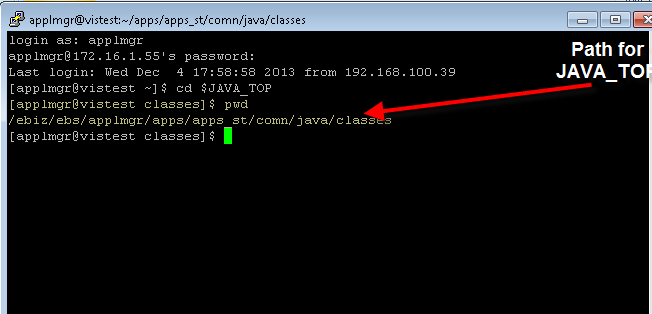 applmgr@vistest:~/apps/apps_st/comn/java/classes
login as: applmgr
applmgr@172.16.1.55's password:
Last login: Wed Dec  4 17:58:58 2013 from 192.168.100.39
[applmgr@vistest ~]$ cd $JAVA_TOP
[applmgr@vistest classes]$ pwd
/ebiz/ebs/applmgr/apps/apps_st/comn/java/classes
[applmgr@vistest classes]$
Path for
JAVA_TOP